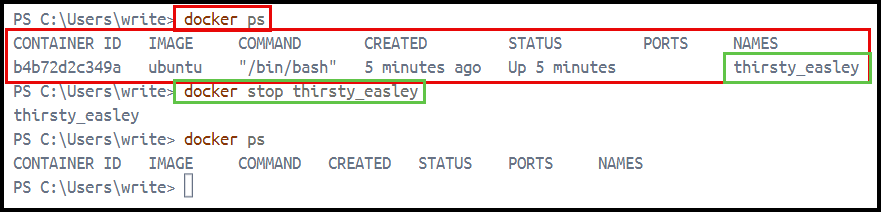 PS C:\Users\write> docker ps
CONTAINER ID   IMAGE     COMMAND       CREATED         STATUS         PORTS     NAMES
b4b72d2c349a   ubuntu    "/bin/bash"   5 minutes ago   Up 5 minutes             thirsty_easley
PS C:\Users\write> docker stop thirsty_easley
thirsty_easley
PS C:\Users\write> docker ps
CONTAINER ID   IMAGE     COMMAND   CREATED   STATUS    PORTS     NAMES
PS C:\Users\write>